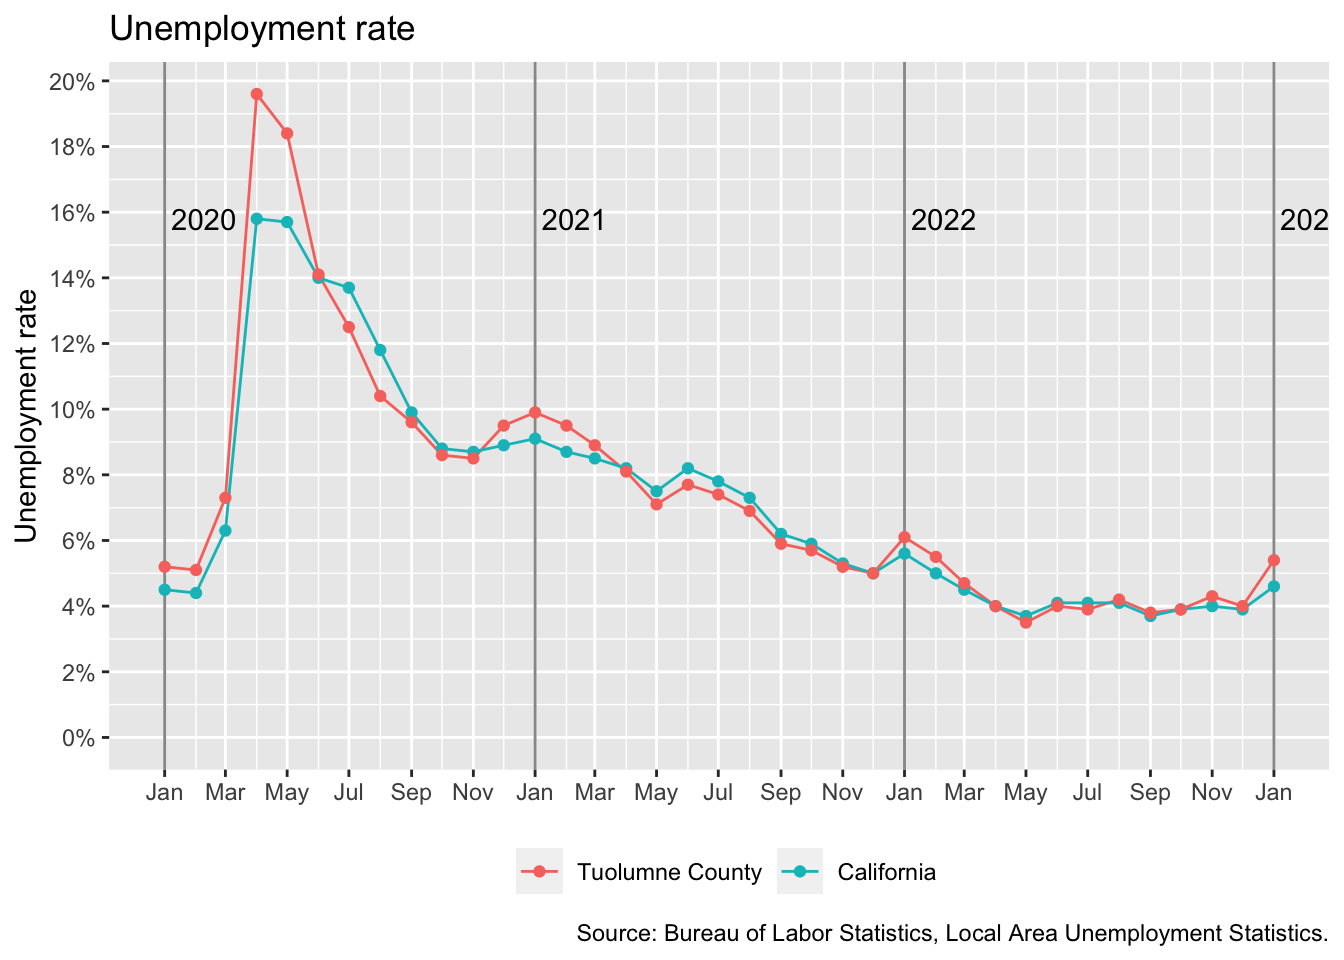 Unemployment rate
Unemployment rate
20%
18%
16%
14%
12%
10%
8%
6%
4%
2%
0%
2020 2021 2022 202
Jan Mar May Jul Sep Nov Jan Mar May Jul Sep Nov Jan Mar May Jul Sep Nov Jan
Tuolumne County California
Source: Bureau of Labor Statistics, Local Area Unemployment Statistics.